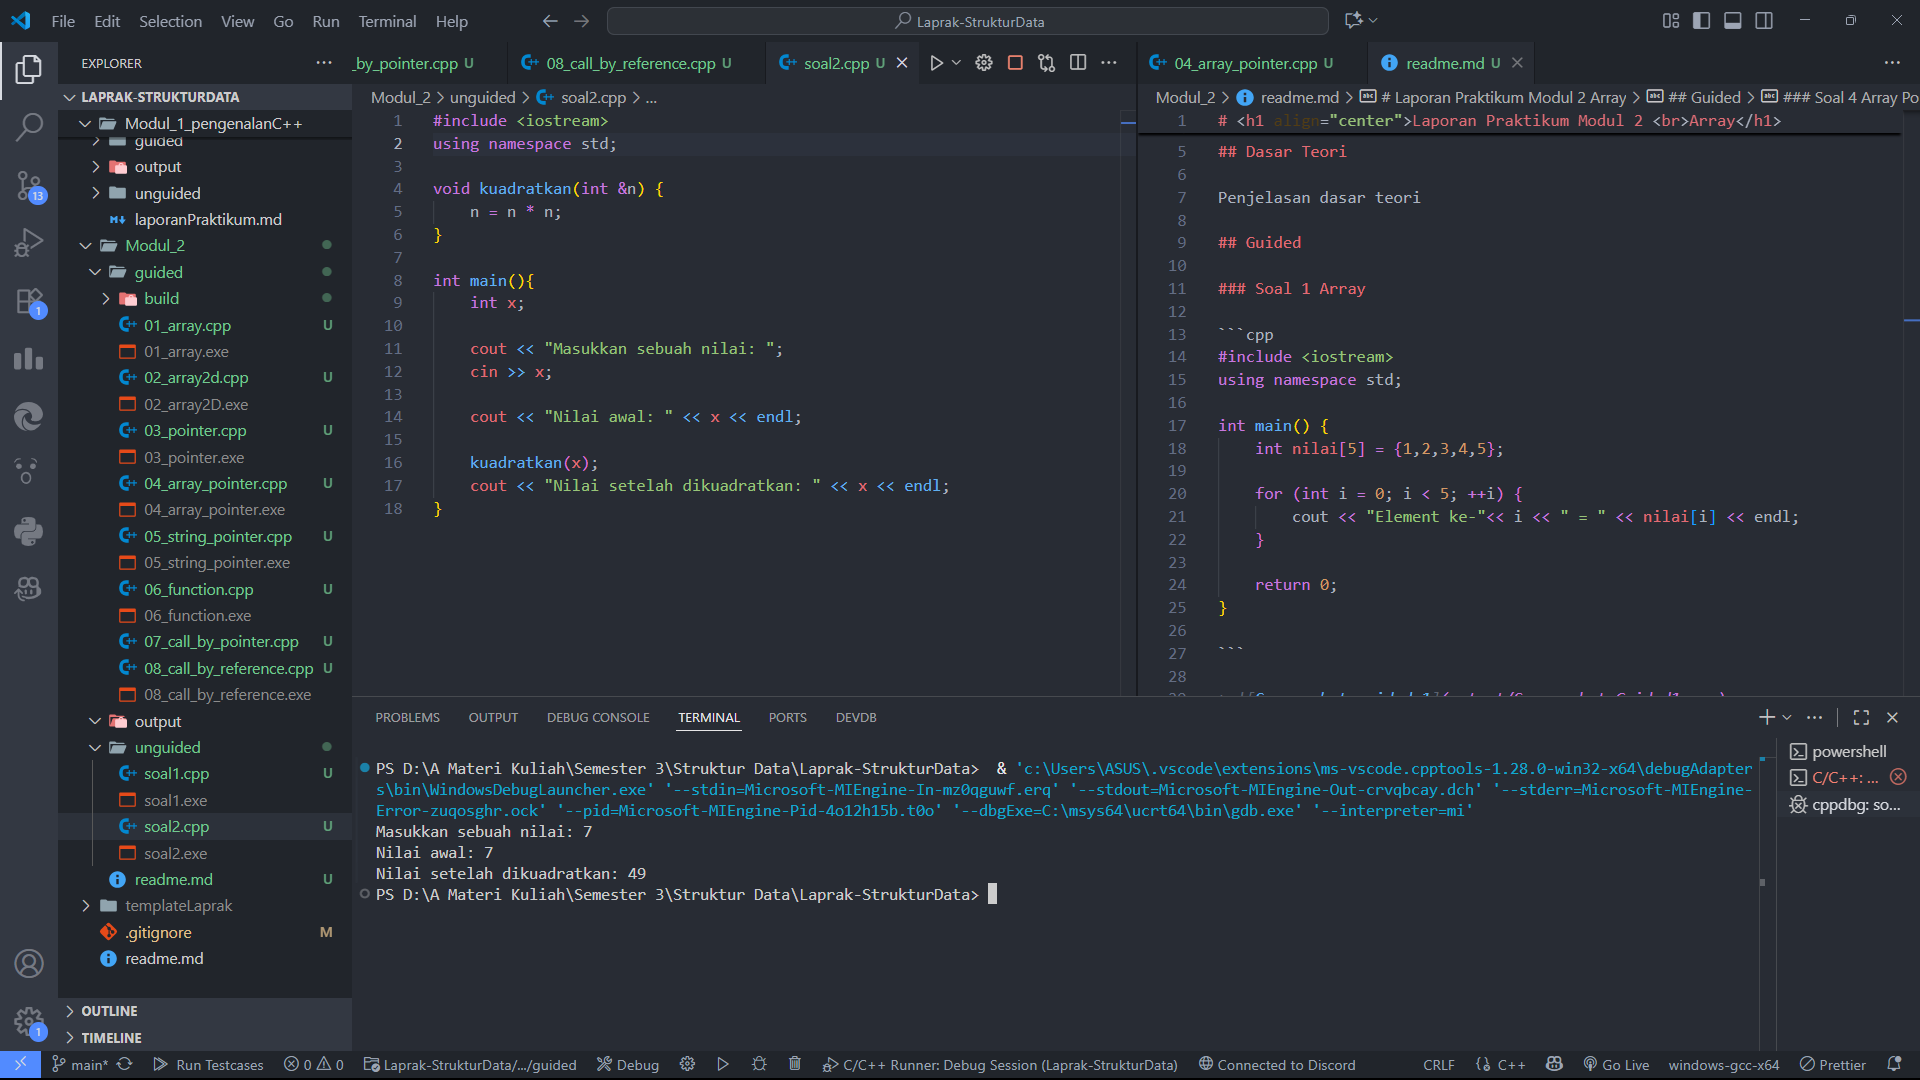 File Edit Selection View Go Run Terminal Help
Laprak-StrukturData
EXPLORER
LAPRAK-STRUKTURDATA
Modul_1_pengenalanC++
guided
output
unguided
laporanPraktikum.md
Modul_2
guided
build
01_array.cpp U
01_array.exe
02_array2d.cpp U
02_array2D.exe
03_pointer.cpp U
03_pointer.exe
04_array_pointer.cpp U
04_array_pointer.exe
05_string_pointer.cpp U
05_string_pointer.exe
06_function.cpp U
06_function.exe
07_call_by_pointer.cpp U
08_call_by_reference.cpp U
08_call_by_reference.exe
output
unguided
soal1.cpp U
soal1.exe
soal2.cpp U
soal2.exe
readme.md U
templateLaprak
.gitignore M
readme.md
OUTLINE
TIMELINE
13
1
1
_by_pointer.cpp U 08_call_by_reference.cpp U soal2.cpp U
Modul_2 > unguided > soal2.cpp > ...
1 #include <iostream>
2 using namespace std;
3
4 void kuadratkan(int &n) {
5 n = n * n;
6 }
7
8 int main(){
9 int x;
10
11 cout << "Masukkan sebuah nilai: ";
12 cin >> x;
13
14 cout << "Nilai awal: " << x << endl;
15
16 kuadratkan(x);
17 cout << "Nilai setelah dikuadratkan: " << x << endl;
18 }
04_array_pointer.cpp U readme.md U
Modul_2 > readme.md > # Laporan Praktikum Modul 2 Array > ## Guided > ### Soal 4 Array Po
1 # <h1 align="center">Laporan Praktikum Modul 2 <br>Array</h1>
5 ## Dasar Teori
6
7 Penjelasan dasar teori
8
9 ## Guided
10
11 ### Soal 1 Array
12
13 ```cpp
14 #include <iostream>
15 using namespace std;
16
17 int main() {
18 int nilai[5] = {1,2,3,4,5};
19
20 for (int i = 0; i < 5; ++i) {
21 cout << "Element ke-"<< i << " = " << nilai[i] << endl;
22 }
23
24 return 0;
25 }
26
27 ```
28
PROBLEMS OUTPUT DEBUG CONSOLE TERMINAL PORTS DEVDB
PS D:\A Materi Kuliah\Semester 3\Struktur Data\Laprak-StrukturData> & 'c:\Users\ASUS\.vscode\extensions\ms-vscode.cpptools-1.28.0-win32-x64\debugAdapter
s\bin\WindowsDebugLauncher.exe' '--stdin=Microsoft-MIEngine-In-mz0qguwf.erq' '--stdout=Microsoft-MIEngine-Out-crvqbcay.dch' '--stderr=Microsoft-MIEngine-
Error-zuqosghr.ock' '--pid=Microsoft-MIEngine-Pid-4o12h15b.t0o' '--dbgExe=C:\msys64\ucrt64\bin\gdb.exe' '--interpreter=mi'
Masukkan sebuah nilai: 7
Nilai awal: 7
Nilai setelah dikuadratkan: 49
PS D:\A Materi Kuliah\Semester 3\Struktur Data\Laprak-StrukturData>
powershell
C/C++: ...
cppdbg: so...
main* Run Testcases 0 0 Laprak-StrukturData/.../guided Debug C/C++ Runner: Debug Session (Laprak-StrukturData) Connected to Discord CRLF {} C++ Go Live windows-gcc-x64 Prettier